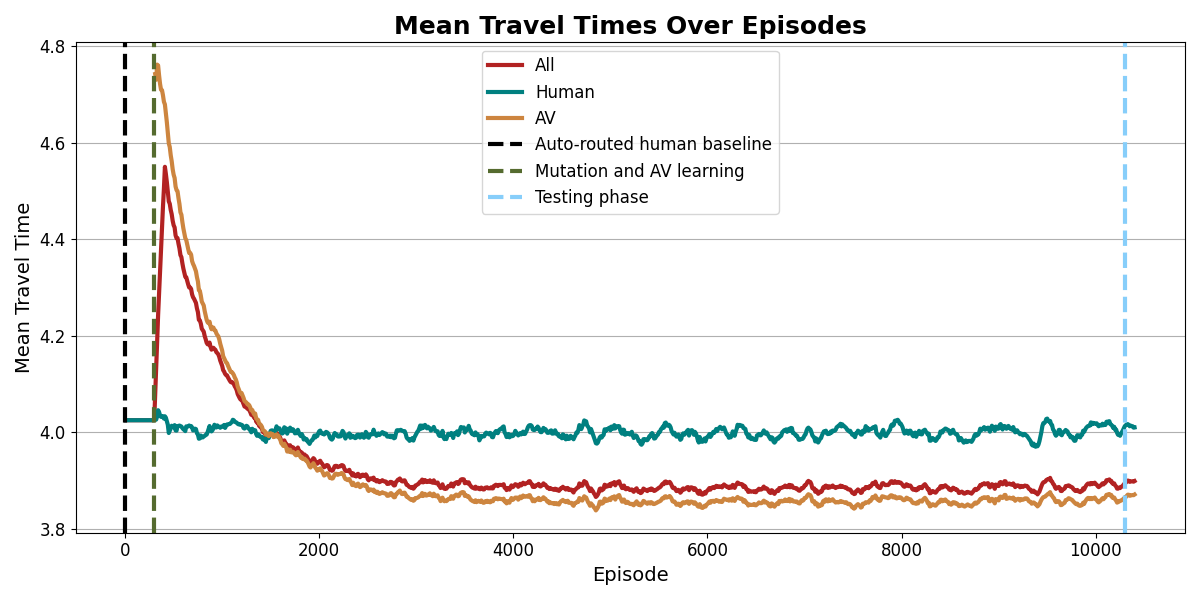 Mean Travel Times Over Episodes
Mean Travel Time
4.8
4.6
4.4
4.2
4.0
3.8
All
Human
AV
Auto-routed human baseline
Mutation and AV learning
Testing phase
0 2000 4000 6000 8000 10000
Episode